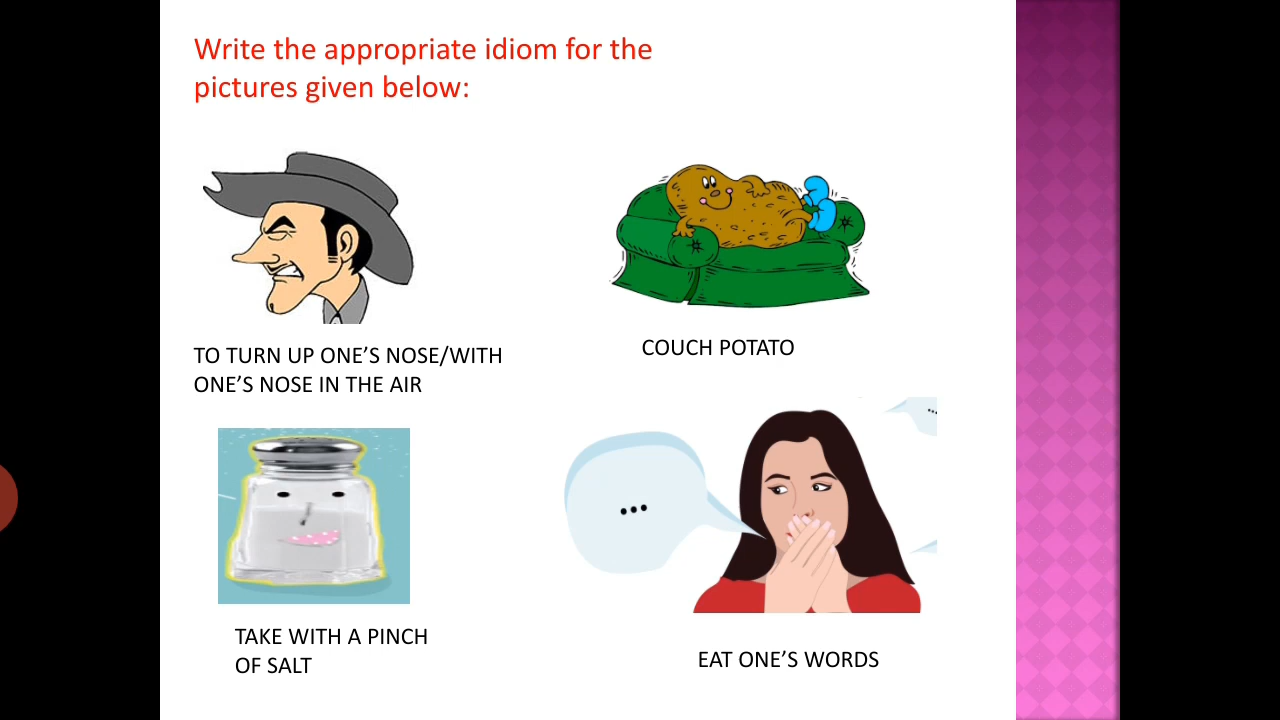 Write the appropriate idiom for the
pictures given below:
TO TURN UP ONE’S NOSE/WITH
ONE’S NOSE IN THE AIR
COUCH POTATO
...
TAKE WITH A PINCH
OF SALT
EAT ONE’S WORDS